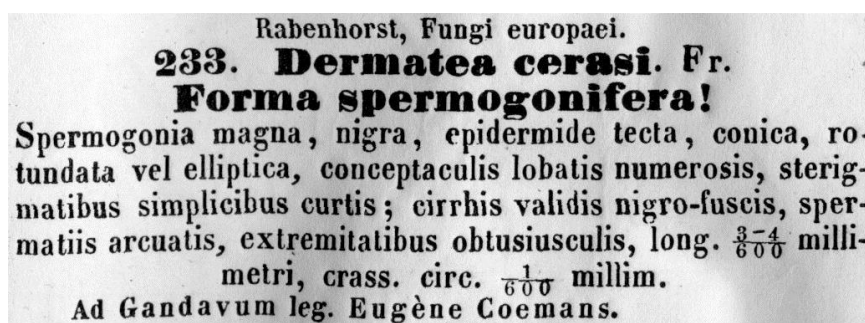 Rabenhorst, Fungi europaei.
233. Dermatea cerasi. Fr.
Forma spermogonifera!
Spermogonia magna, nigra, epidermide tecta, conica, ro-
tundata vel elliptica, conceptaculis lobatis numerosis, sterig-
matibus simplicibus curtis; cirrhis validis nigro-fuscis, sper-
matiis arcuatis, extremitatibus obtusiusculis, long. 3-4/600 milli-
metri, crass. circ. 1/600 millim.
Ad Gandavum leg. Eugène Coemans.